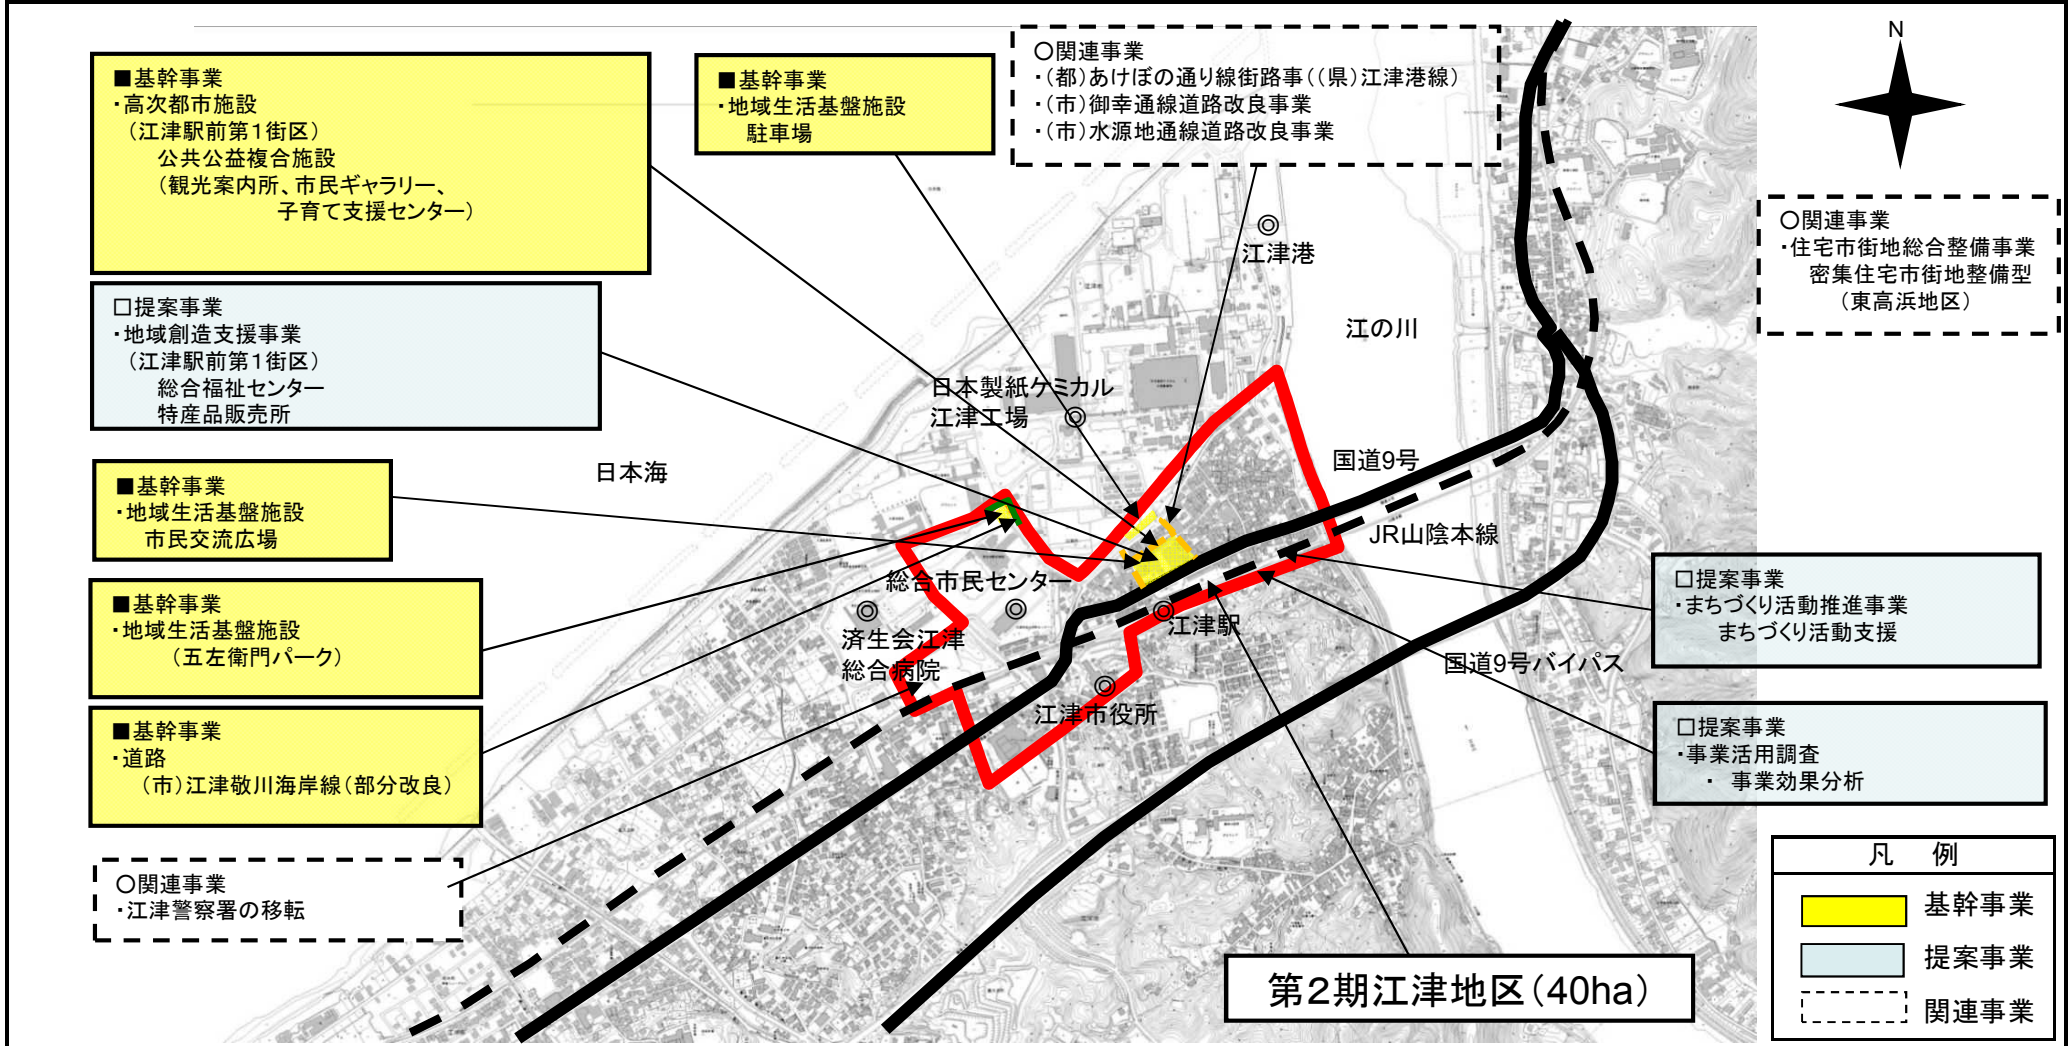 ■基幹事業
・高次都市施設
（江津駅前第1街区）
公共公益複合施設
（観光案内所、市民ギャラリー、
子育て支援センター）
■基幹事業
・地域生活基盤施設
駐車場
○関連事業
・（都）あけぼの通り線街路事（（県）江津港線）
・（市）御幸通線道路改良事業
・（市）水源地通線道路改良事業
N
○関連事業
・住宅市街地総合整備事業
密集住宅市街地整備型
（東高浜地区）
□提案事業
・地域創造支援事業
（江津駅前第1街区）
総合福祉センター
特産品販売所
江津港
江の川
日本製紙ケミカル
江津工場
日本海
国道9号
JR山陰本線
■基幹事業
・地域生活基盤施設
市民交流広場
■基幹事業
・地域生活基盤施設
（五左衛門パーク）
総合市民センター
済生会江津
総合病院
江津駅
江津市役所
国道9号バイパス
□提案事業
・まちづくり活動推進事業
まちづくり活動支援
■基幹事業
・道路
（市）江津敬川海岸線（部分改良）
□提案事業
・事業活用調査
・ 事業効果分析
○関連事業
・江津警察署の移転
第2期江津地区（40ha）
凡 例
基幹事業
提案事業
関連事業